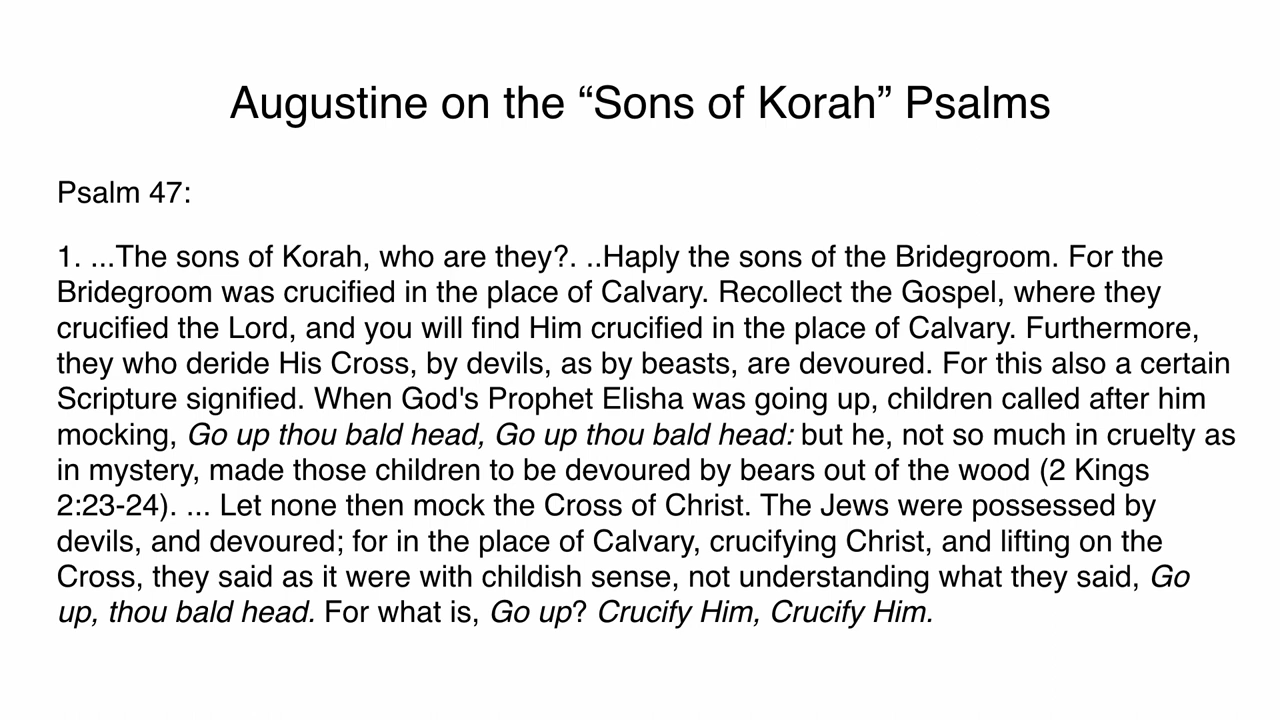 Augustine on the “Sons of Korah” Psalms
Psalm 47:
1. ...The sons of Korah, who are they?. ..Haply the sons of the Bridegroom. For the
Bridegroom was crucified in the place of Calvary. Recollect the Gospel, where they
crucified the Lord, and you will find Him crucified in the place of Calvary. Furthermore,
they who deride His Cross, by devils, as by beasts, are devoured. For this also a certain
Scripture signified. When God's Prophet Elisha was going up, children called after him
mocking, Go up thou bald head, Go up thou bald head: but he, not so much in cruelty as
in mystery, made those children to be devoured by bears out of the wood (2 Kings
2:23-24). ... Let none then mock the Cross of Christ. The Jews were possessed by
devils, and devoured; for in the place of Calvary, crucifying Christ, and lifting on the
Cross, they said as it were with childish sense, not understanding what they said, Go
up, thou bald head. For what is, Go up? Crucify Him, Crucify Him.